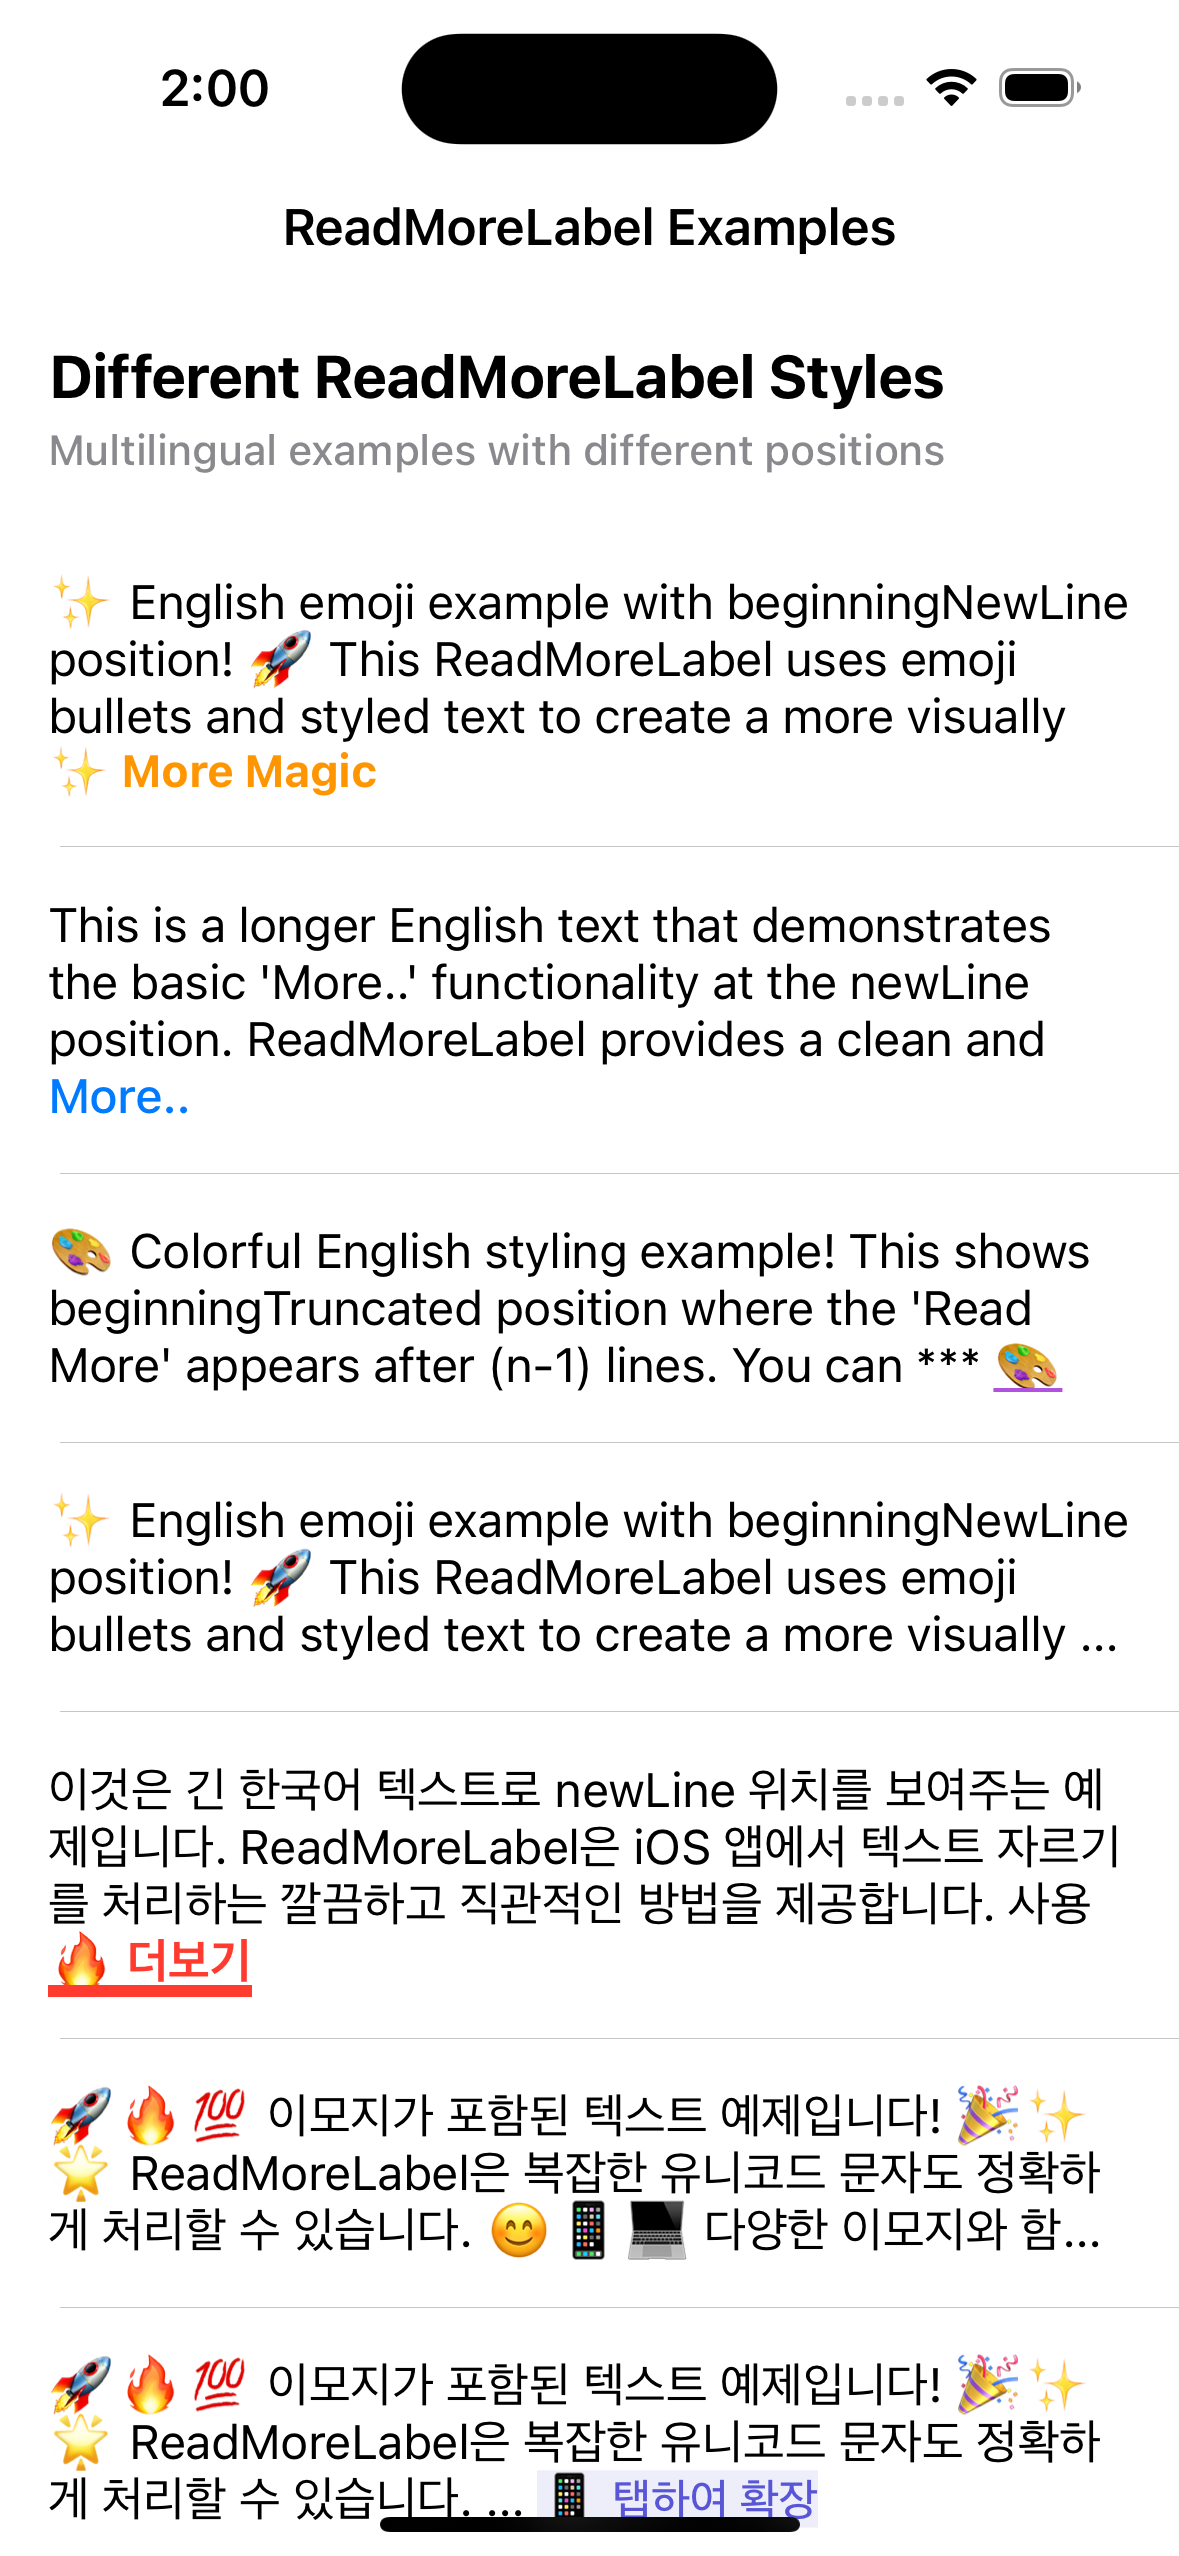 2:00
ReadMoreLabel Examples
Different ReadMoreLabel Styles
Multilingual examples with different positions
✨ English emoji example with beginningNewLine
position! 🚀 This ReadMoreLabel uses emoji
bullets and styled text to create a more visually
✨ More Magic
This is a longer English text that demonstrates
the basic 'More..' functionality at the newLine
position. ReadMoreLabel provides a clean and
More..
🎨 Colorful English styling example! This shows
beginningTruncated position where the 'Read
More' appears after (n-1) lines. You can *** 🎨
✨ English emoji example with beginningNewLine
position! 🚀 This ReadMoreLabel uses emoji
bullets and styled text to create a more visually ...
이것은 긴 한국어 텍스트로 newLine 위치를 보여주는 예
제입니다. ReadMoreLabel은 iOS 앱에서 텍스트 자르기
를 처리하는 깔끔하고 직관적인 방법을 제공합니다. 사용
🔥 더보기
🚀🔥💯 이모지가 포함된 텍스트 예제입니다! 🎉✨
🌟 ReadMoreLabel은 복잡한 유니코드 문자도 정확하
게 처리할 수 있습니다. 😊📱💻 다양한 이모지와 함...
🚀🔥💯 이모지가 포함된 텍스트 예제입니다! 🎉✨
🌟 ReadMoreLabel은 복잡한 유니코드 문자도 정확하
게 처리할 수 있습니다. ... 📱 탭하여 확장